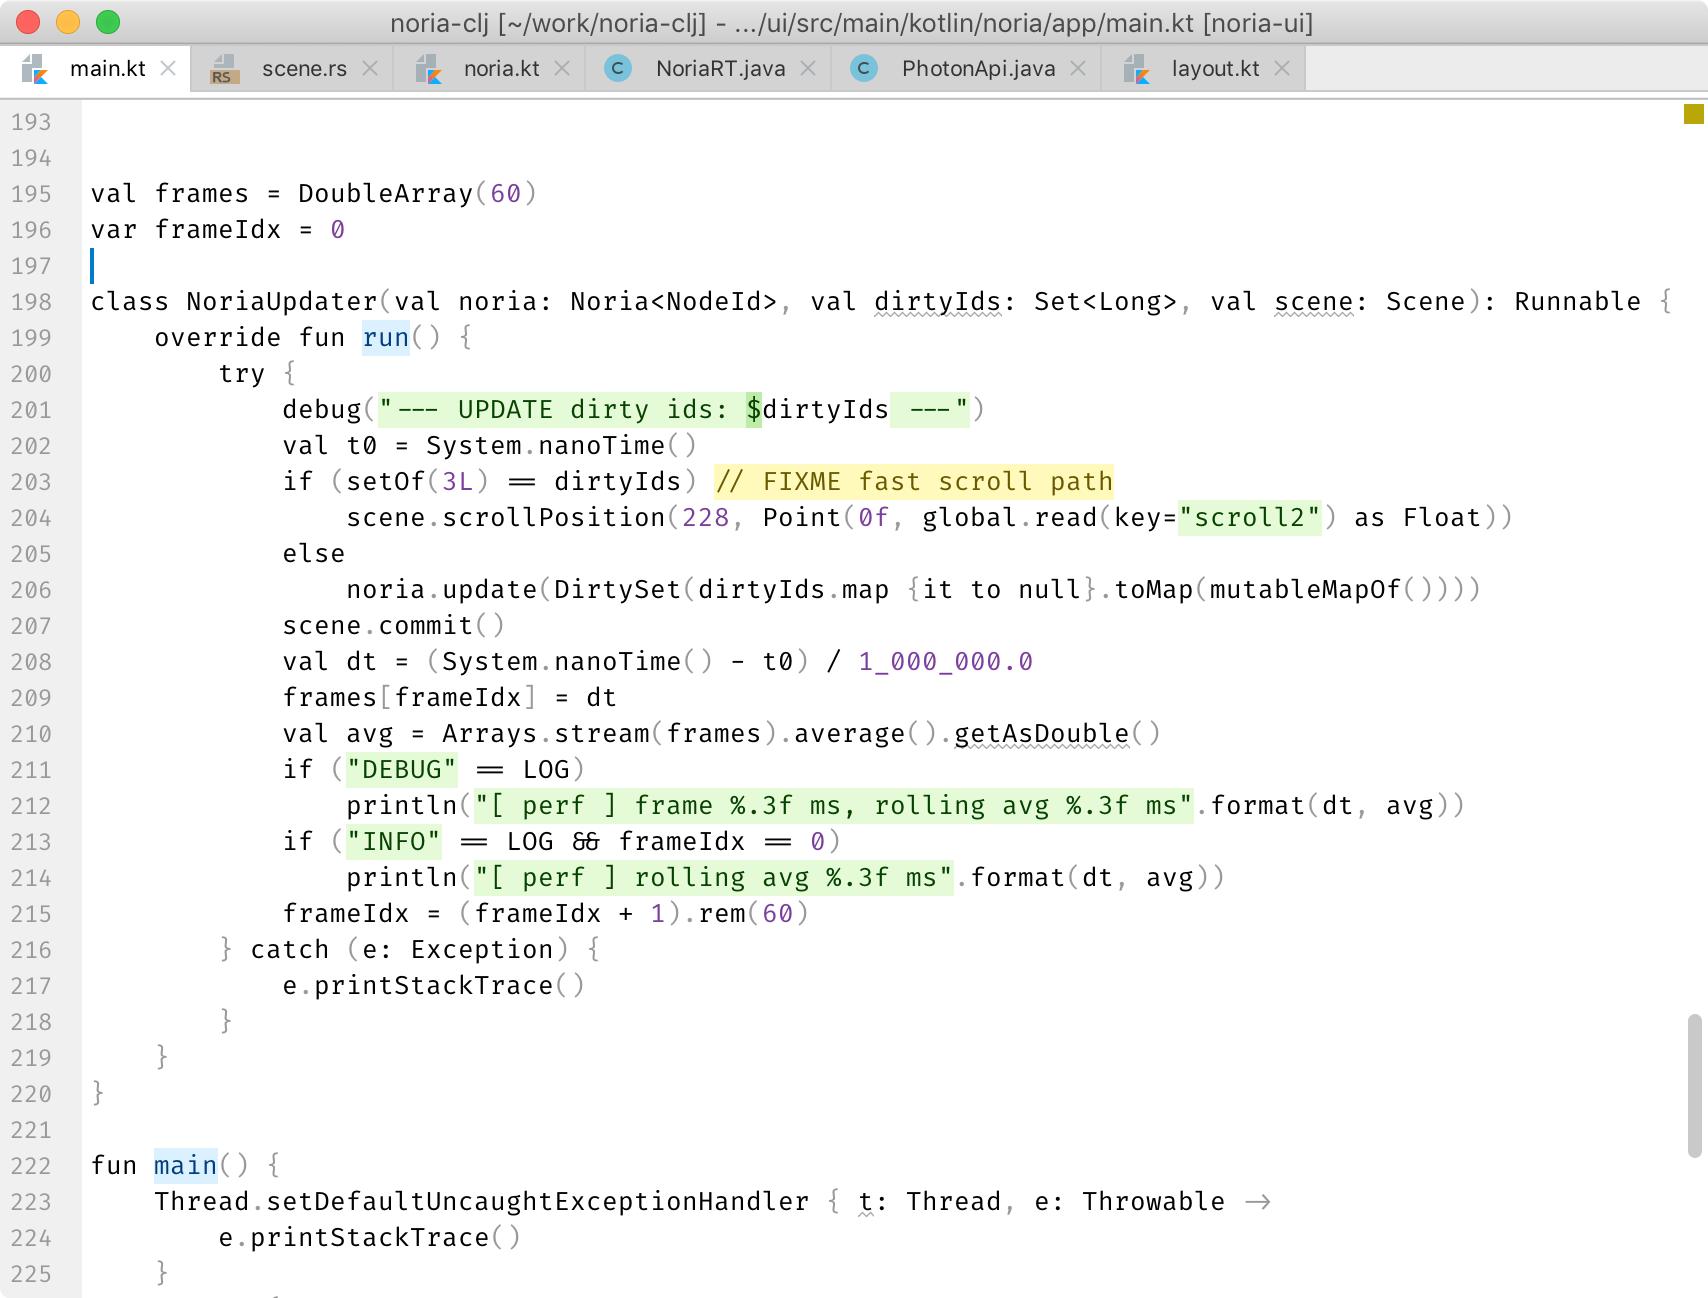 noria-clj [~/work/noria-clj] - .../ui/src/main/kotlin/noria/app/main.kt [noria-ui]
main.kt scene.rs noria.kt NoriaRT.java PhotonApi.java layout.kt
193
194
195 val frames = DoubleArray(60)
196 var frameIdx = 0
197
198 class NoriaUpdater(val noria: Noria<NodeId>, val dirtyIds: Set<Long>, val scene: Scene): Runnable {
199     override fun run() {
200         try {
201             debug("--- UPDATE dirty ids: $dirtyIds ---")
202             val t0 = System.nanoTime()
203             if (setOf(3L) == dirtyIds) // FIXME fast scroll path
204                 scene.scrollPosition(228, Point(0f, global.read(key="scroll2") as Float))
205             else
206                 noria.update(DirtySet(dirtyIds.map {it to null}.toMap(mutableMapOf())))
207             scene.commit()
208             val dt = (System.nanoTime() - t0) / 1_000_000.0
209             frames[frameIdx] = dt
210             val avg = Arrays.stream(frames).average().getAsDouble()
211             if ("DEBUG" == LOG)
212                 println("[ perf ] frame %.3f ms, rolling avg %.3f ms".format(dt, avg))
213             if ("INFO" == LOG && frameIdx == 0)
214                 println("[ perf ] rolling avg %.3f ms".format(dt, avg))
215             frameIdx = (frameIdx + 1).rem(60)
216         } catch (e: Exception) {
217             e.printStackTrace()
218         }
219     }
220 }
221
222 fun main() {
223     Thread.setDefaultUncaughtExceptionHandler { t: Thread, e: Throwable ->
224         e.printStackTrace()
225     }